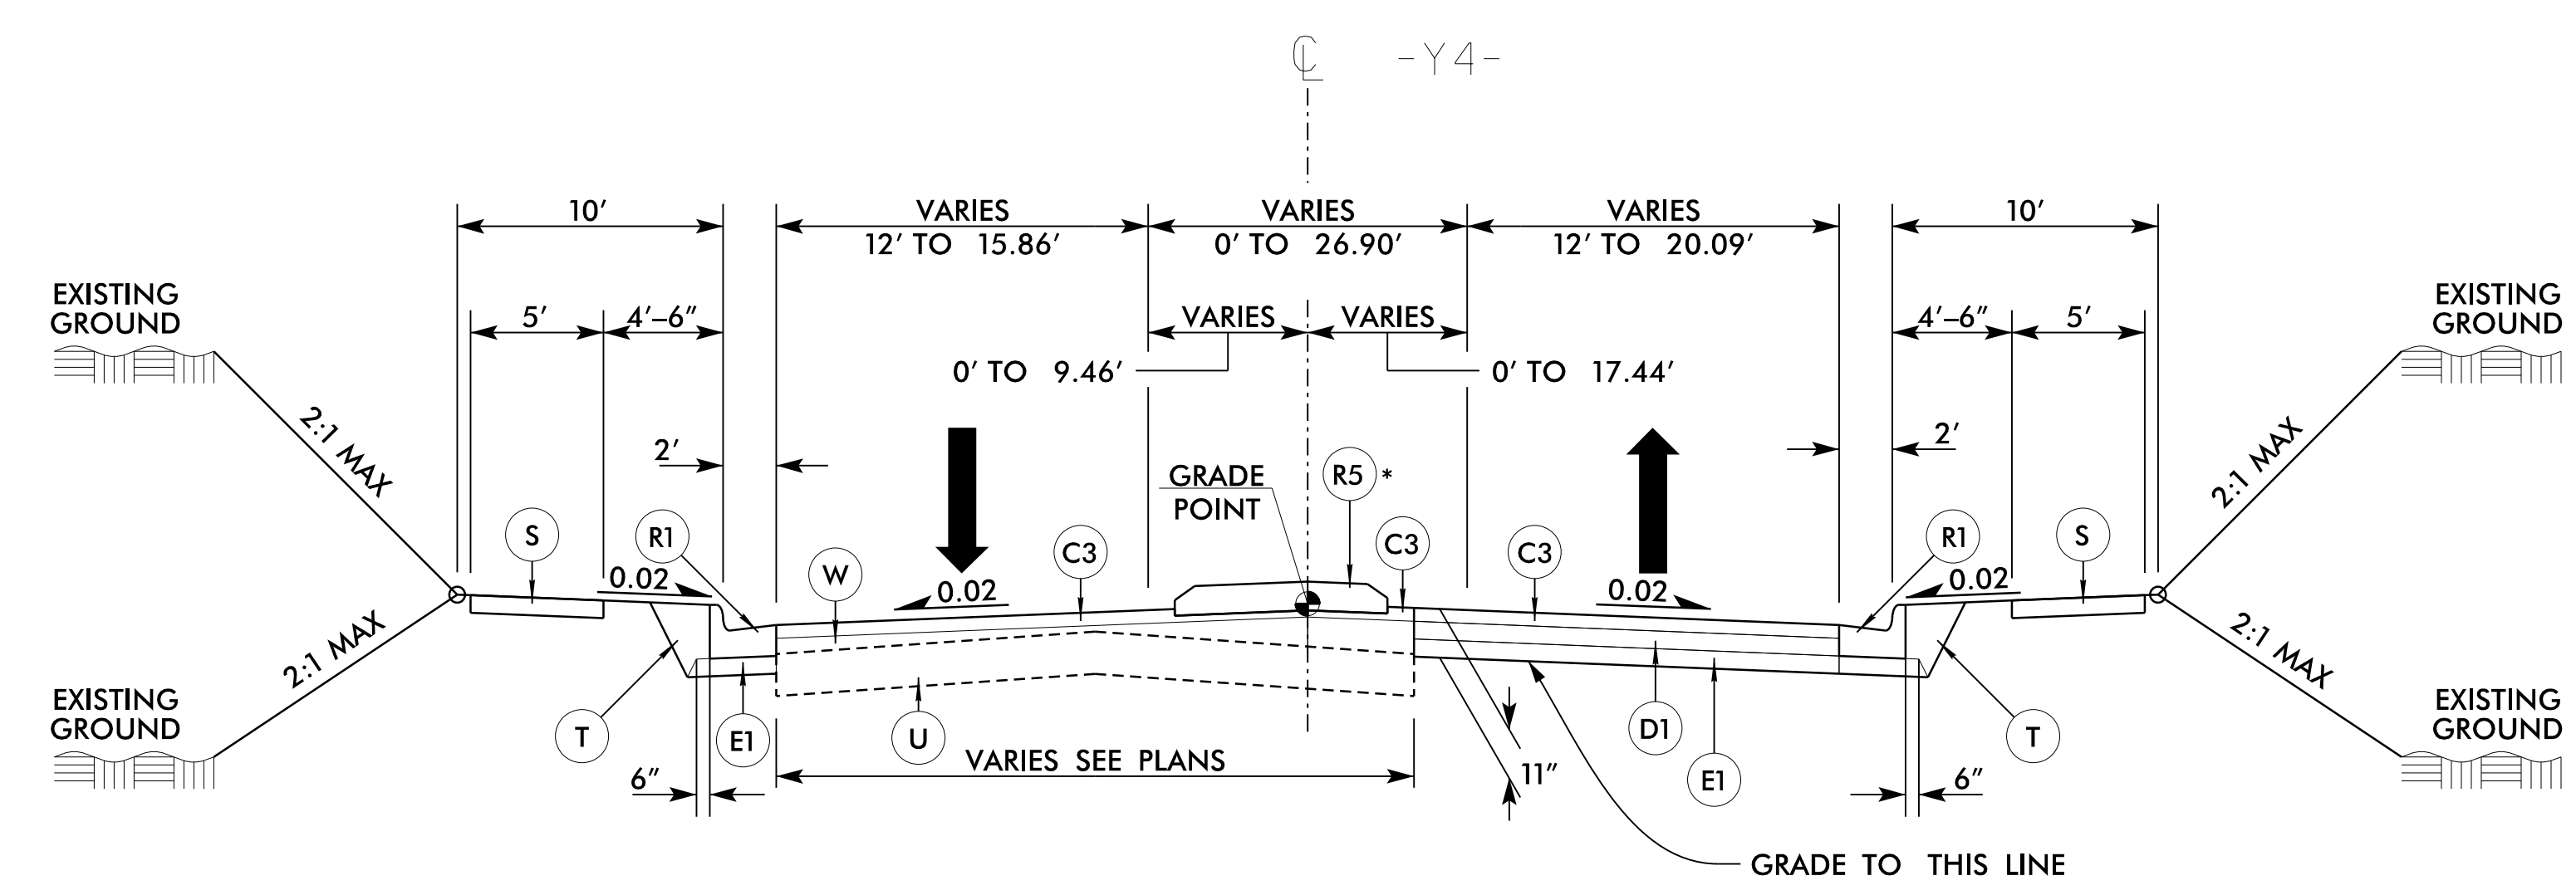 ℄ -Y4-
10' VARIES VARIES VARIES 10'
12' TO 15.86' 0' TO 26.90' 12' TO 20.09'
EXISTING
GROUND
5' 4'–6" VARIES VARIES 4'–6" 5'
EXISTING
GROUND
0' TO 9.46' 0' TO 17.44'
2:1 MAX
2' 2'
2:1 MAX
GRADE
POINT
R5 *
S R1 W C3 C3 C3 R1 S
0.02 0.02 0.02 0.02
2:1 MAX
2:1 MAX
EXISTING
GROUND
T E1 U D1 T
EXISTING
GROUND
VARIES SEE PLANS
6" 11" E1 6"
GRADE TO THIS LINE